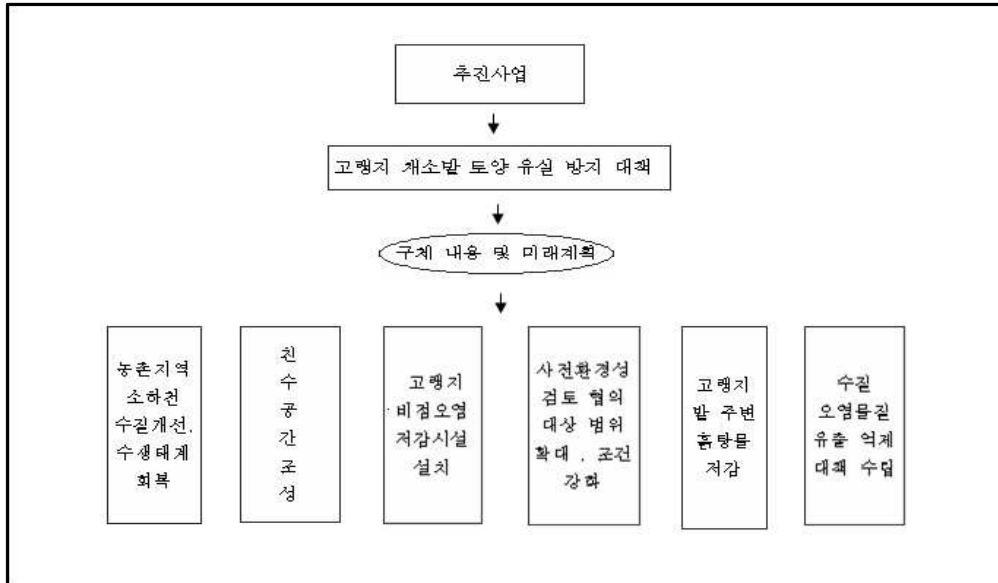 추진사업
고랭지 채소밭 토양 유실 방지 대책
구체 내용 및 미래계획
농촌지역
소하천
수질개선.
수생태계
회복
친
수
공
간
조
성
고랭지
비점오염
저감시설
설치
사전환경성
검토 협의
대상 범위
확대 . 조건
강화
고랭지
밭 주변
흙탕물
저감
수질
오염물질
유출 억제
대책 수립